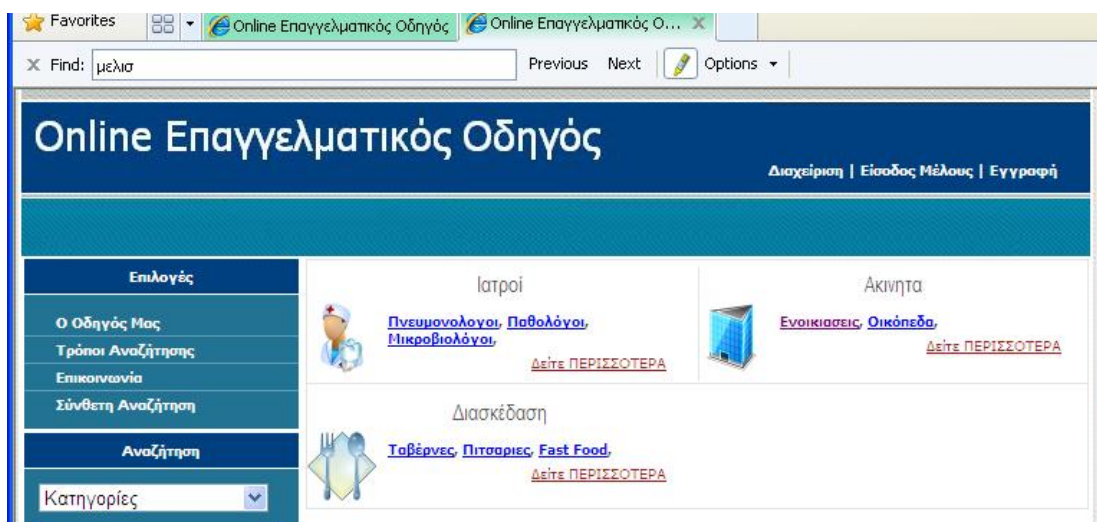 Favorites
Online Επαγγελματικός Οδηγός
Online Επαγγελματικός Ο...
Find: μελισ
Previous Next Options
Online Επαγγελματικός Οδηγός
Διαχείριση | Είσοδος Μέλους | Εγγραφή
Επιλογές
Ο Οδηγός Μας
Τρόποι Αναζήτησης
Επικοινωνία
Σύνθετη Αναζήτηση
Αναζήτηση
Κατηγορίες
Ιατροί
Πνευμονολογοι, Παθολόγοι,
Μικροβιολόγοι,
Δείτε ΠΕΡΙΣΣΟΤΕΡΑ
Ακινητα
Ενοικιασεις, Οικόπεδα,
Δείτε ΠΕΡΙΣΣΟΤΕΡΑ
Διασκέδαση
Ταβέρνες, Πιτσαριες, Fast Food,
Δείτε ΠΕΡΙΣΣΟΤΕΡΑ